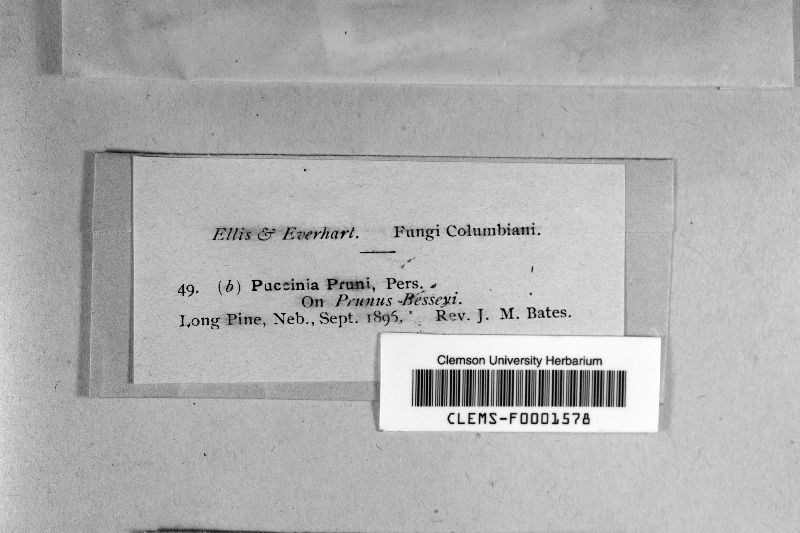 Ellis & Everhart. Fungi Columbiani.
49. (b) Puccinia Pruni, Pers.
On Prunus Besseyi.
Long Pine, Neb., Sept. 1895. Rev. J. M. Bates.
Clemson University Herbarium
CLEMS-F0001578